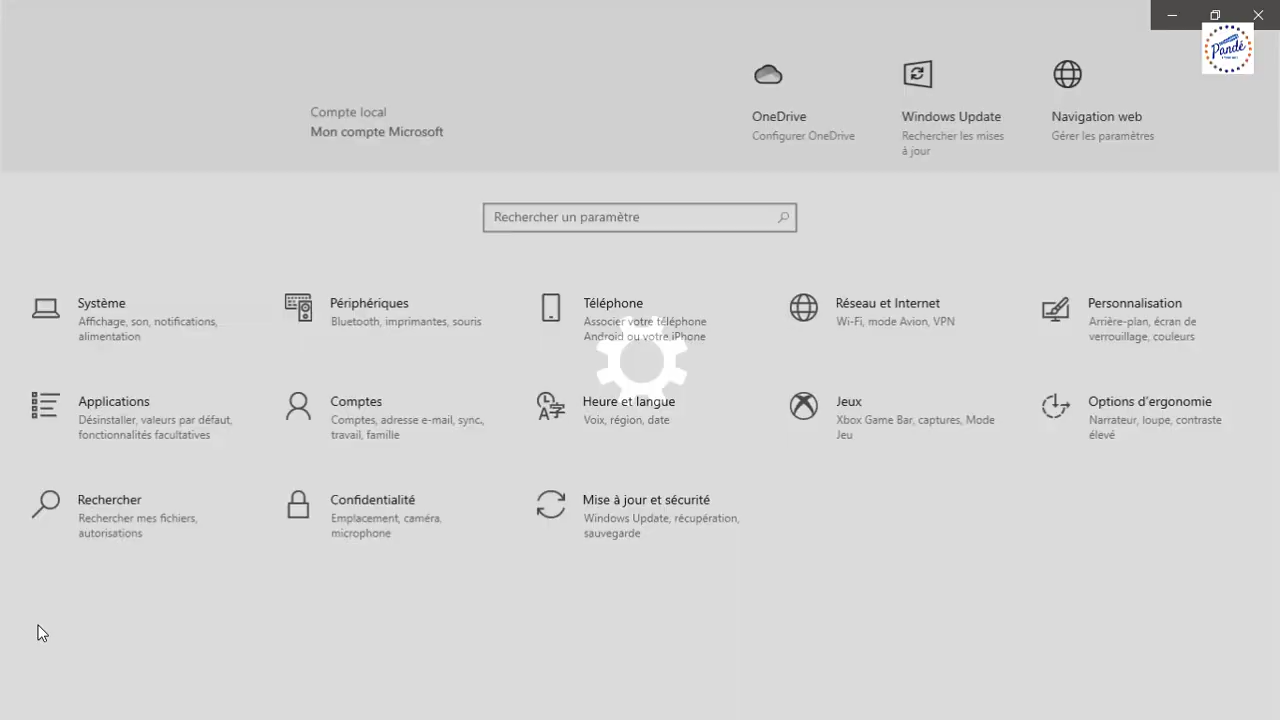 Pandé
Compte local
Mon compte Microsoft
OneDrive
Configurer OneDrive
Windows Update
Rechercher les mises
à jour
Navigation web
Gérer les paramètres
Rechercher un paramètre
Système
Affichage, son, notifications,
alimentation
Périphériques
Bluetooth, imprimantes, souris
Téléphone
Associer votre téléphone
Android ou votre iPhone
Réseau et Internet
Wi-Fi, mode Avion, VPN
Personnalisation
Arrière-plan, écran de
verrouillage, couleurs
Applications
Désinstaller, valeurs par défaut,
fonctionnalités facultatives
Comptes
Comptes, adresse e-mail, sync.,
travail, famille
Heure et langue
Voix, région, date
Jeux
Xbox Game Bar, captures, Mode
Jeu
Options d'ergonomie
Narrateur, loupe, contraste
élevé
Rechercher
Rechercher mes fichiers,
autorisations
Confidentialité
Emplacement, caméra,
microphone
Mise à jour et sécurité
Windows Update, récupération,
sauvegarde